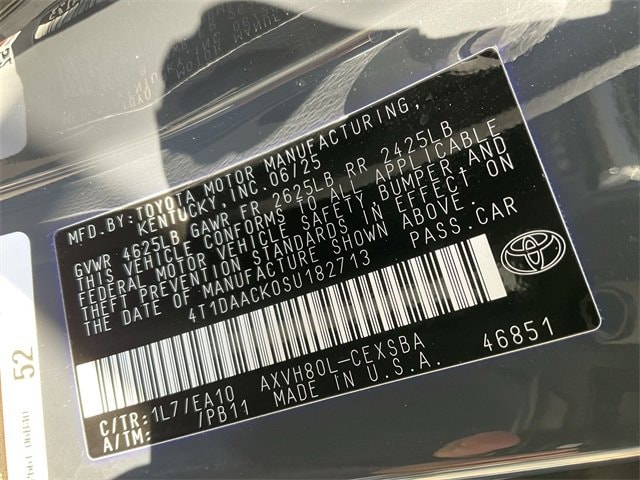 MFD. BY: TOYOTA MOTOR MANUFACTURING,
KENTUCKY, INC. 06/25
GVWR 4625LB GAWR FR 2625LB RR 2425LB
THIS VEHICLE CONFORMS TO ALL APPLICABLE
FEDERAL MOTOR VEHICLE SAFETY, BUMPER, AND
THEFT PREVENTION STANDARDS IN EFFECT ON
THE DATE OF MANUFACTURE SHOWN ABOVE.
4T1DAACK0SU182713 PASS.CAR
C/TR: 1L7/EA10 AXVH80L-CEXSBA 46851
A/TM: /PB11 MADE IN U.S.A.
52